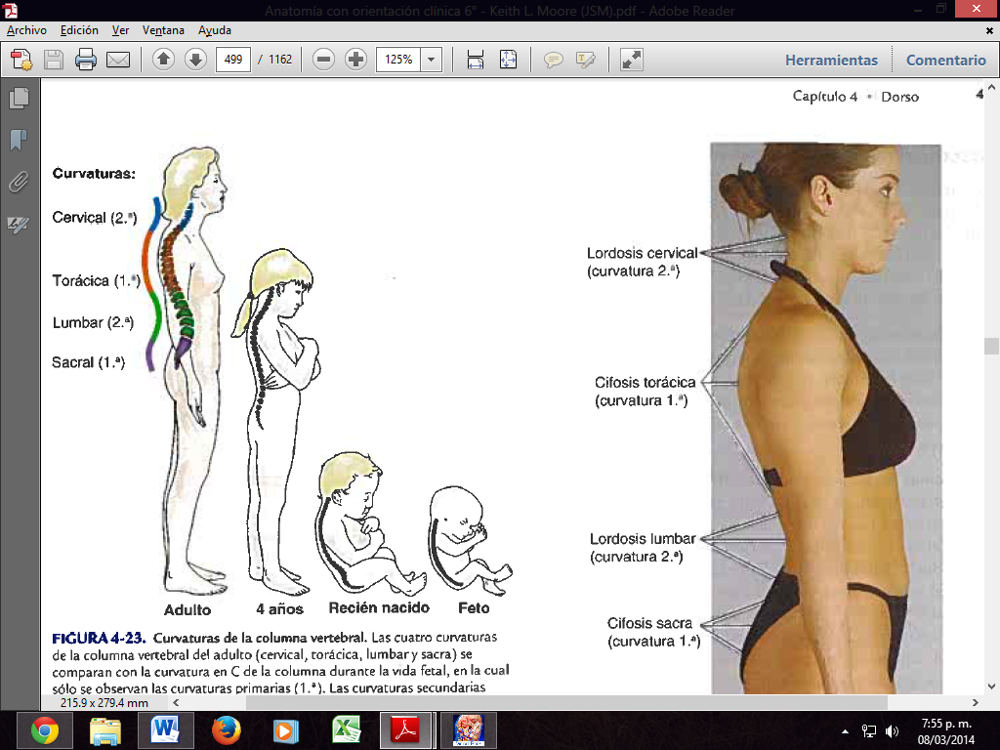 Anatomía con orientación clínica 6° - Keith L. Moore (JSM).pdf - Adobe Reader
Archivo Edición Ver Ventana Ayuda
499 / 1162
125%
Herramientas
Comentario
Capítulo 4 • Dorso 4
Curvaturas:
Cervical (2.ª)
Torácica (1.ª)
Lumbar (2.ª)
Sacral (1.ª)
Adulto
4 años
Recién nacido
Feto
Lordosis cervical
(curvatura 2.ª)
Cifosis torácica
(curvatura 1.ª)
Lordosis lumbar
(curvatura 2.ª)
Cifosis sacra
(curvatura 1.ª)
FIGURA 4-23. Curvaturas de la columna vertebral. Las cuatro curvaturas
de la columna vertebral del adulto (cervical, torácica, lumbar y sacra) se
comparan con la curvatura en C de la columna durante la vida fetal, en la cual
sólo se observan las curvaturas primarias (1.ª). Las curvaturas secundarias
215.9 x 279.4 mm
7:55 p. m.
08/03/2014